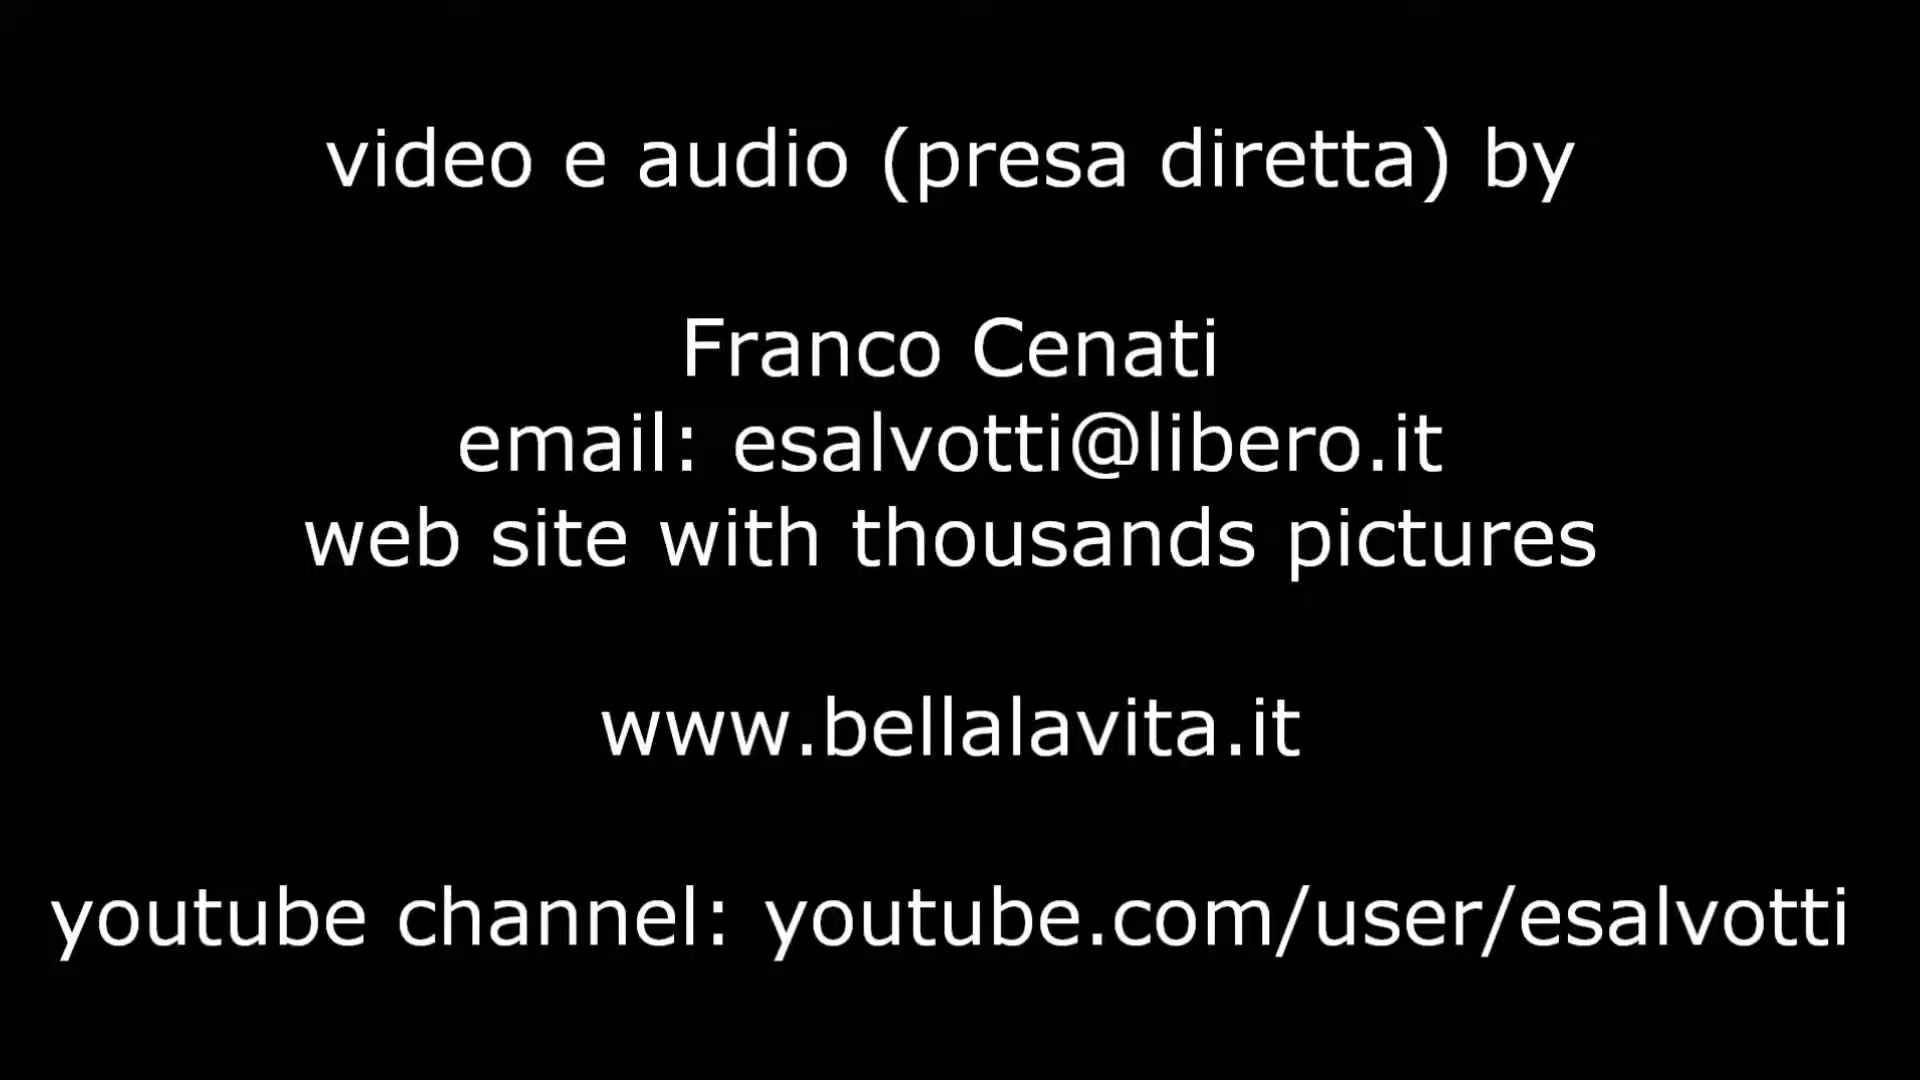 video e audio (presa diretta) by
Franco Cenati
email: esalvotti@libero.it
web site with thousands pictures
www.bellalavita.it
youtube channel: youtube.com/user/esalvotti